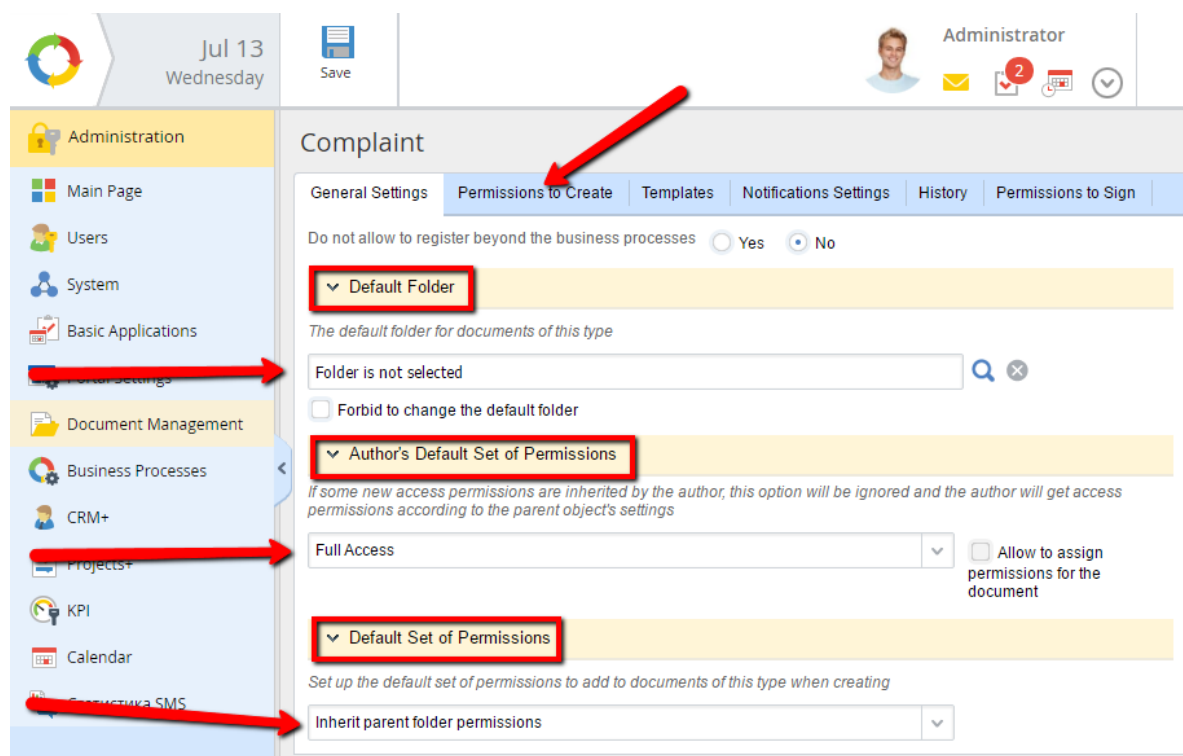 Jul 13
Wednesday
Save
Administrator
2
Administration
Main Page
Users
System
Basic Applications
Portal Settings
Document Management
Business Processes
CRM+
Projects+
KPI
Calendar
Статистика SMS
Complaint
General Settings
Permissions to Create
Templates
Notifications Settings
History
Permissions to Sign
Do not allow to register beyond the business processes
Yes
No
Default Folder
The default folder for documents of this type
Folder is not selected
Forbid to change the default folder
Author's Default Set of Permissions
If some new access permissions are inherited by the author, this option will be ignored and the author will get access
permissions according to the parent object's settings
Full Access
Allow to assign
permissions for the
document
Default Set of Permissions
Set up the default set of permissions to add to documents of this type when creating
Inherit parent folder permissions